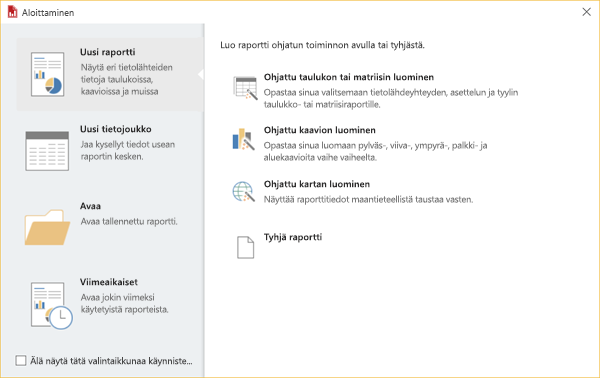 Aloittaminen
Uusi raportti
Näytä eri tietolähteiden
tietoja taulukoissa,
kaavioissa ja muissa
Uusi tietojoukko
Jaa kysellyt tiedot usean
raportin kesken.
Avaa
Avaa tallennettu raportti.
Viimeaikaiset
Avaa jokin viimeksi
käytetyistä raporteista.
Älä näytä tätä valintaikkunaa käynniste...
Luo raportti ohjatun toiminnon avulla tai tyhjästä.
Ohjattu taulukon tai matriisin luominen
Opastaa sinua valitsemaan tietolähdeyhteyden, asettelun ja tyylin
taulukko- tai matriisiraportille.
Ohjattu kaavion luominen
Opastaa sinua luomaan pylväs-, viiva-, ympyrä-, palkki- ja
aluekaavioita vaihe vaiheelta.
Ohjattu kartan luominen
Näyttää raporttitiedot maantieteellistä taustaa vasten.
Tyhjä raportti